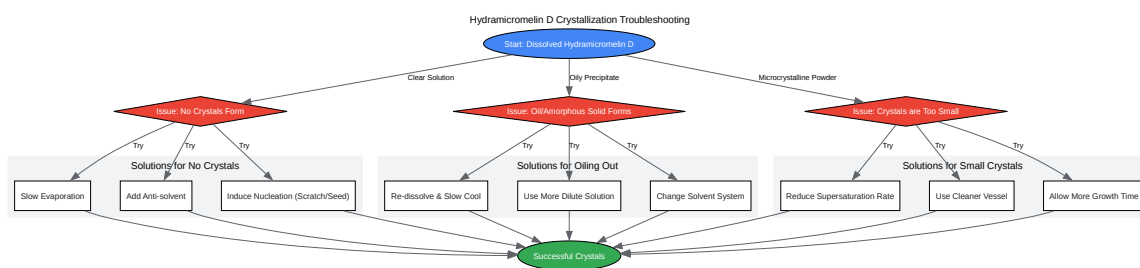 Hydramicromelin D Crystallization Troubleshooting
Start: Dissolved Hydramicromelin D
Clear Solution
Oily Precipitate
Microcrystalline Powder
Issue: No Crystals Form
Issue: Oil/Amorphous Solid Forms
Issue: Crystals are Too Small
Try
Try
Try
Try
Try
Try
Try
Try
Try
Solutions for No Crystals
Solutions for Oiling Out
Solutions for Small Crystals
Slow Evaporation
Add Anti-solvent
Induce Nucleation (Scratch/Seed)
Re-dissolve & Slow Cool
Use More Dilute Solution
Change Solvent System
Reduce Supersaturation Rate
Use Cleaner Vessel
Allow More Growth Time
Successful Crystals